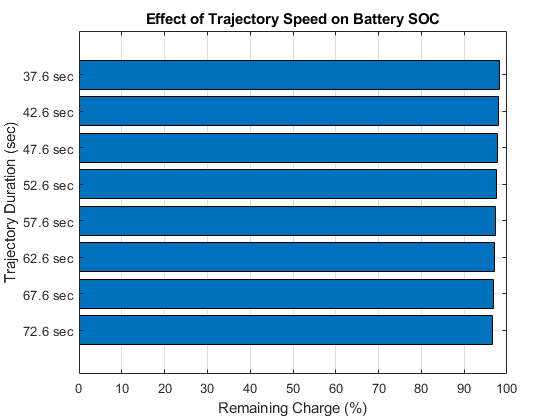 Effect of Trajectory Speed on Battery SOC
Trajectory Duration (sec)
37.6 sec
42.6 sec
47.6 sec
52.6 sec
57.6 sec
62.6 sec
67.6 sec
72.6 sec
0 10 20 30 40 50 60 70 80 90 100
Remaining Charge (%)